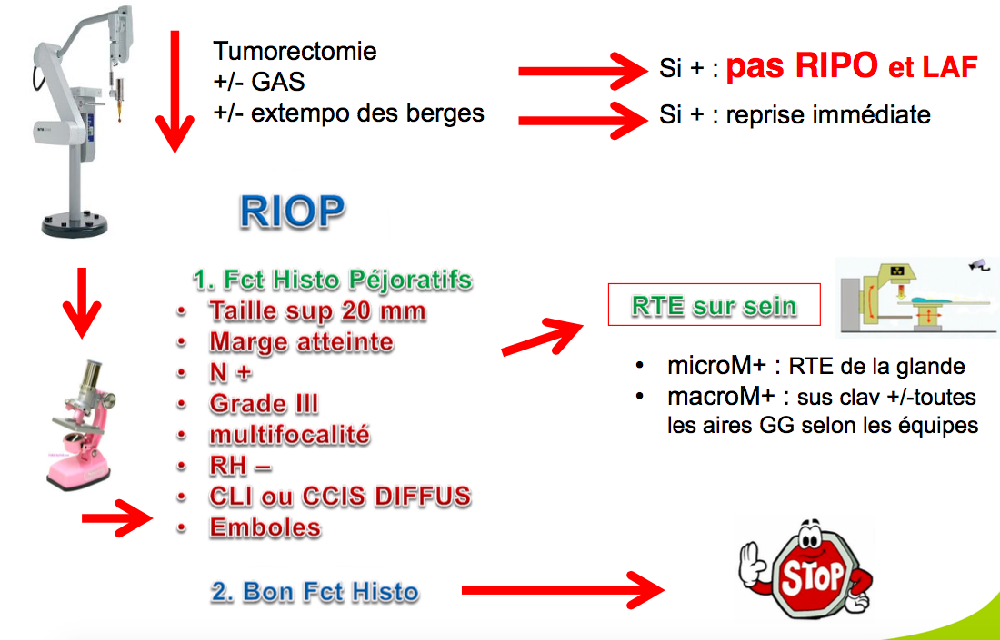 Tumorectomie
+/- GAS
+/- extempo des berges
Si + : pas RIPO et LAF
Si + : reprise immédiate
RIOP
1. Fct Histo Péjoratifs
• Taille sup 20 mm
• Marge atteinte
• N +
• Grade III
• multifocalité
• RH –
• CLI ou CCIS DIFFUS
• Emboles
RTE sur sein
• microM+ : RTE de la glande
• macroM+ : sus clav +/-toutes
les aires GG selon les équipes
2. Bon Fct Histo
STOP